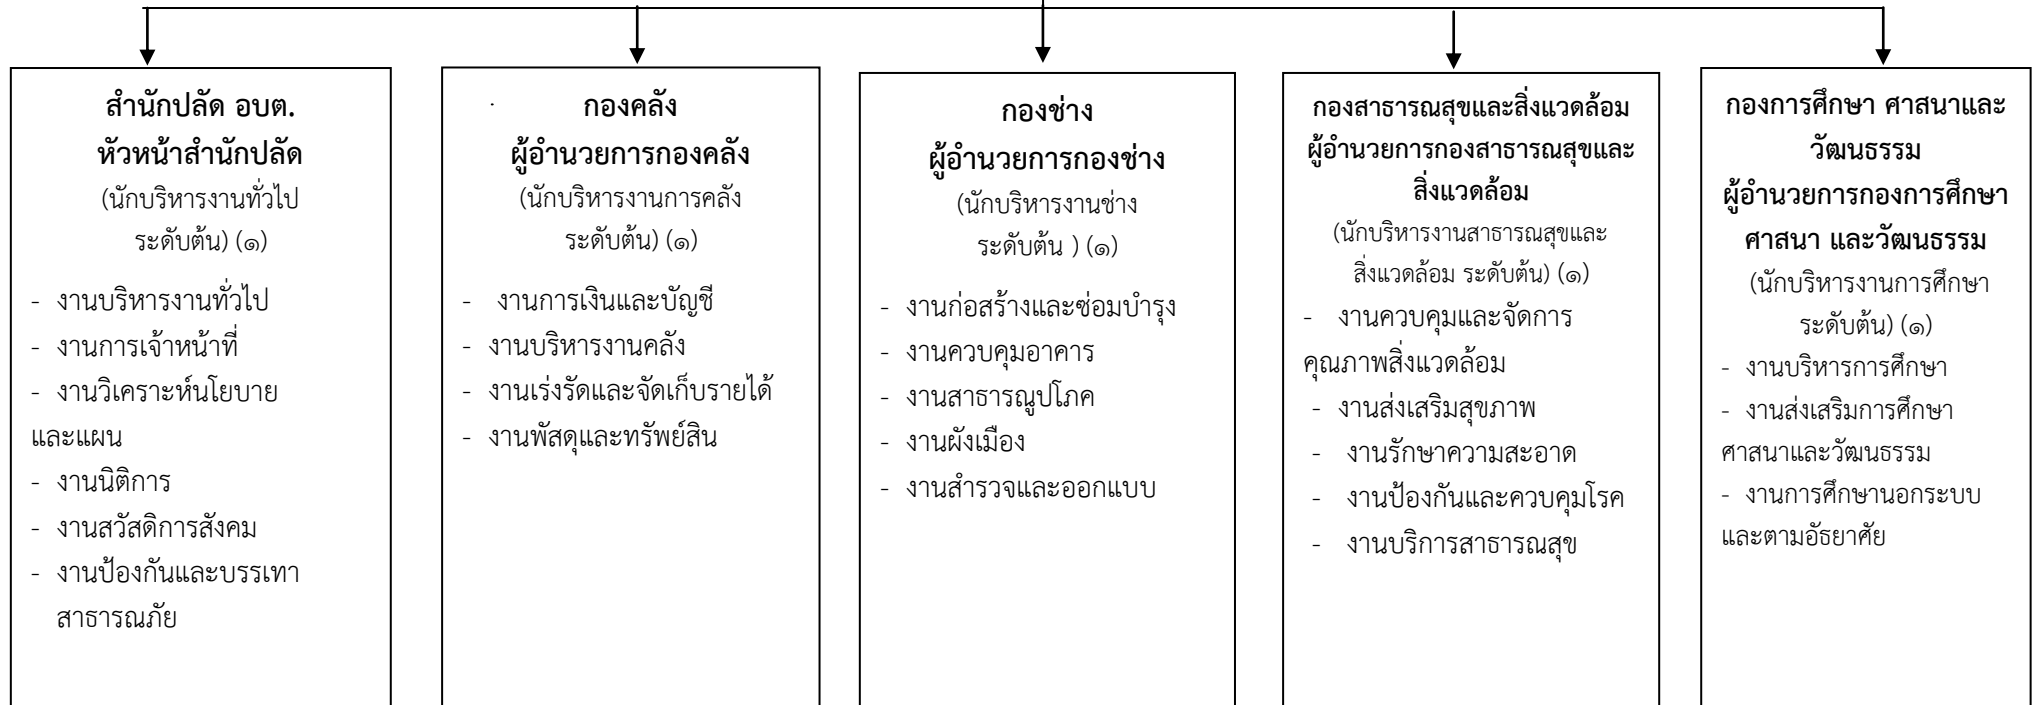 สำนักปลัด อบต.
หัวหน้าสำนักปลัด
(นักบริหารงานทั่วไป
ระดับต้น) (๑)
- งานบริหารงานทั่วไป
- งานการเจ้าหน้าที่
- งานวิเคราะห์นโยบาย
และแผน
- งานนิติการ
- งานสวัสดิการสังคม
- งานป้องกันและบรรเทา
สาธารณภัย
กองคลัง
ผู้อำนวยการกองคลัง
(นักบริหารงานการคลัง
ระดับต้น) (๑)
- งานการเงินและบัญชี
- งานบริหารงานคลัง
- งานเร่งรัดและจัดเก็บรายได้
- งานพัสดุและทรัพย์สิน
กองช่าง
ผู้อำนวยการกองช่าง
(นักบริหารงานช่าง
ระดับต้น ) (๑)
- งานก่อสร้างและซ่อมบำรุง
- งานควบคุมอาคาร
- งานสาธารณูปโภค
- งานผังเมือง
- งานสำรวจและออกแบบ
กองสาธารณสุขและสิ่งแวดล้อม
ผู้อำนวยการกองสาธารณสุขและ
สิ่งแวดล้อม
(นักบริหารงานสาธารณสุขและ
สิ่งแวดล้อม ระดับต้น) (๑)
- งานควบคุมและจัดการ
คุณภาพสิ่งแวดล้อม
- งานส่งเสริมสุขภาพ
- งานรักษาความสะอาด
- งานป้องกันและควบคุมโรค
- งานบริการสาธารณสุข
กองการศึกษา ศาสนาและ
วัฒนธรรม
ผู้อำนวยการกองการศึกษา
ศาสนา และวัฒนธรรม
(นักบริหารงานการศึกษา
ระดับต้น) (๑)
- งานบริหารการศึกษา
- งานส่งเสริมการศึกษา
ศาสนาและวัฒนธรรม
- งานการศึกษานอกระบบ
และตามอัธยาศัย